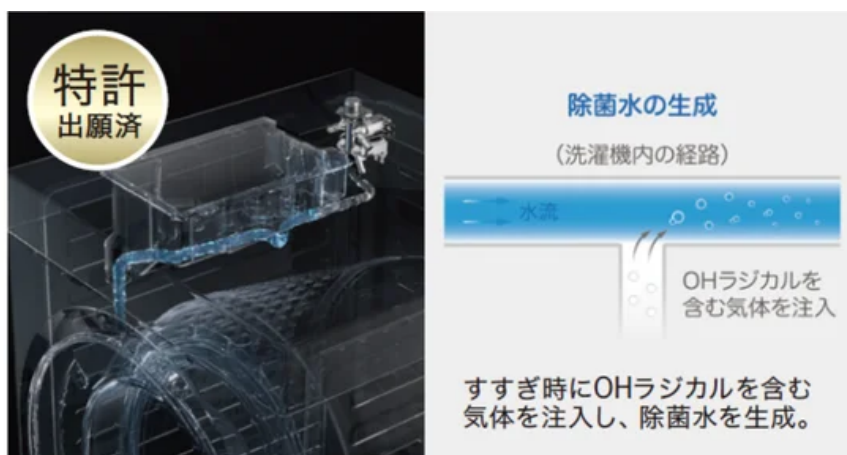 特許
出願済
除菌水の生成
（洗濯機内の経路）
水流
OHラジカルを
含む気体を注入
すすぎ時にOHラジカルを含む
気体を注入し、除菌水を生成。